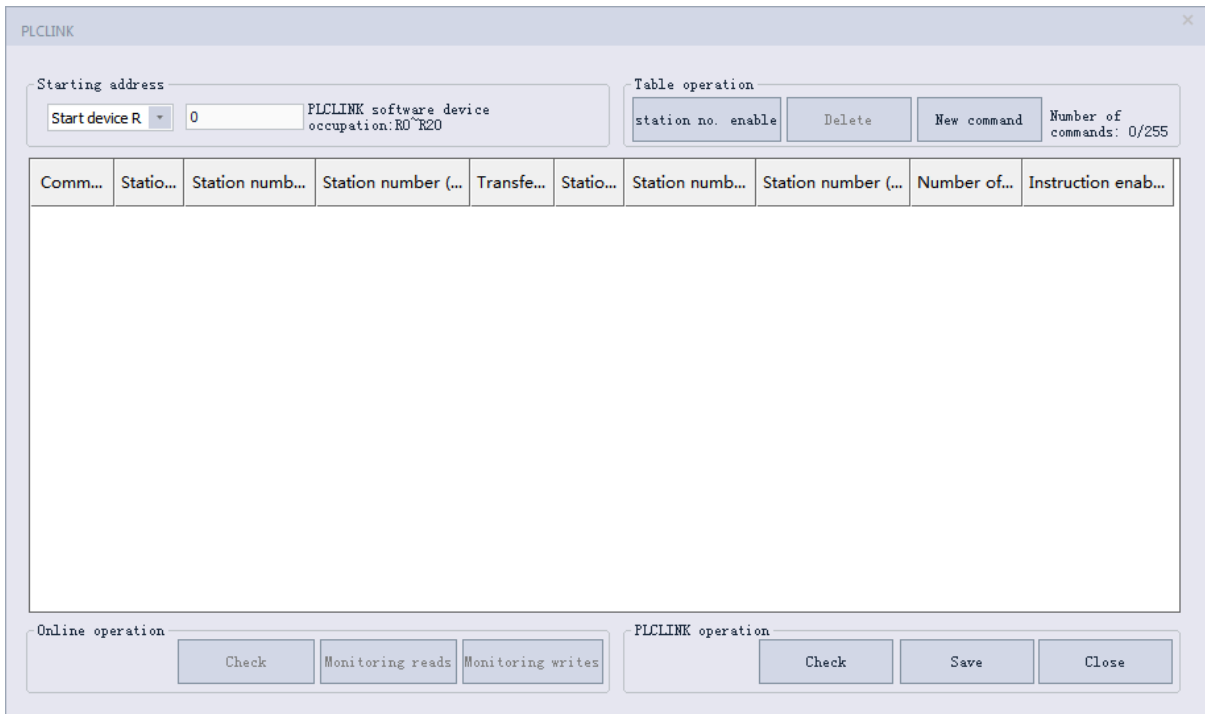 PLCLINK
Starting address
Start device R
0
PLCLINK software device
occupation:R0~R20
Table operation
station no. enable
Delete
New command
Number of
commands: 0/255
Comm... Statio... Station numb... Station number (... Transfe... Statio... Station numb... Station number (... Number of... Instruction enab...
Online operation
Check
Monitoring reads
Monitoring writes
PLCLINK operation
Check
Save
Close